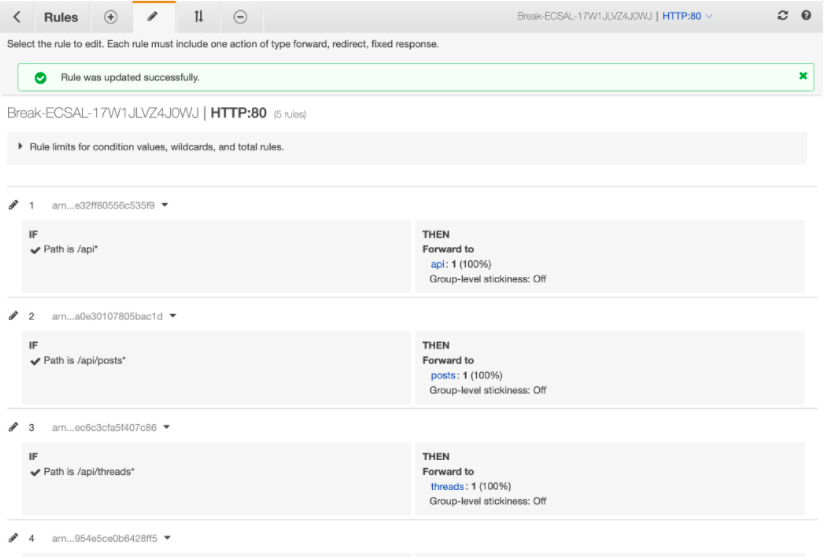 Rules
Break-ECSAL-17W1JLVZ4J0WJ | HTTP:80
Select the rule to edit. Each rule must include one action of type forward, redirect, fixed response.
Rule was updated successfully.
Break-ECSAL-17W1JLVZ4J0WJ | HTTP:80 (5 rules)
Rule limits for condition values, wildcards, and total rules.
1 arn...e32ff80556c535f9
IF
Path is /api*
THEN
Forward to
api: 1 (100%)
Group-level stickiness: Off
2 arn...a0e30107805bac1d
IF
Path is /api/posts*
THEN
Forward to
posts: 1 (100%)
Group-level stickiness: Off
3 arn...ec6c3cfa5f407c86
IF
Path is /api/threads*
THEN
Forward to
threads: 1 (100%)
Group-level stickiness: Off
4 arn...954e5ce0b6428ff5